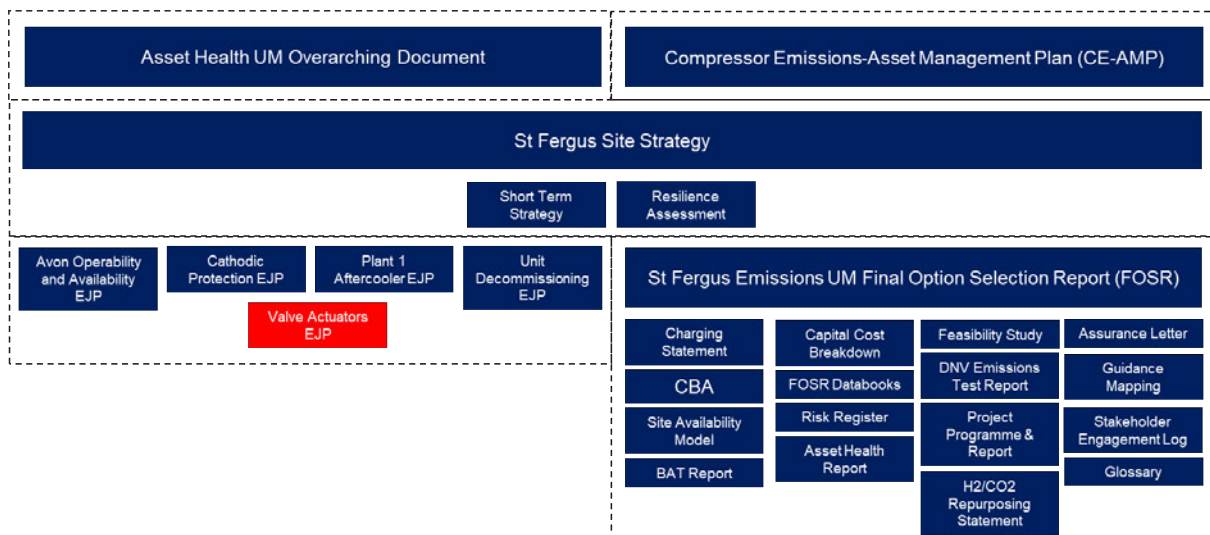 Asset Health UM Overarching Document
Compressor Emissions-Asset Management Plan (CE-AMP)
St Fergus Site Strategy
Short Term
Strategy
Resilience
Assessment
Avon Operability
and Availability
EJP
Cathodic
Protection EJP
Plant 1
Aftercooler EJP
Unit
Decommissioning
EJP
Valve Actuators
EJP
St Fergus Emissions UM Final Option Selection Report (FOSR)
Charging
Statement
CBA
Site Availability
Model
BAT Report
Capital Cost
Breakdown
FOSR Databooks
Risk Register
Asset Health
Report
Feasibility Study
DNV Emissions
Test Report
Project
Programme &
Report
H2/CO2
Repurposing
Statement
Assurance Letter
Guidance
Mapping
Stakeholder
Engagement Log
Glossary